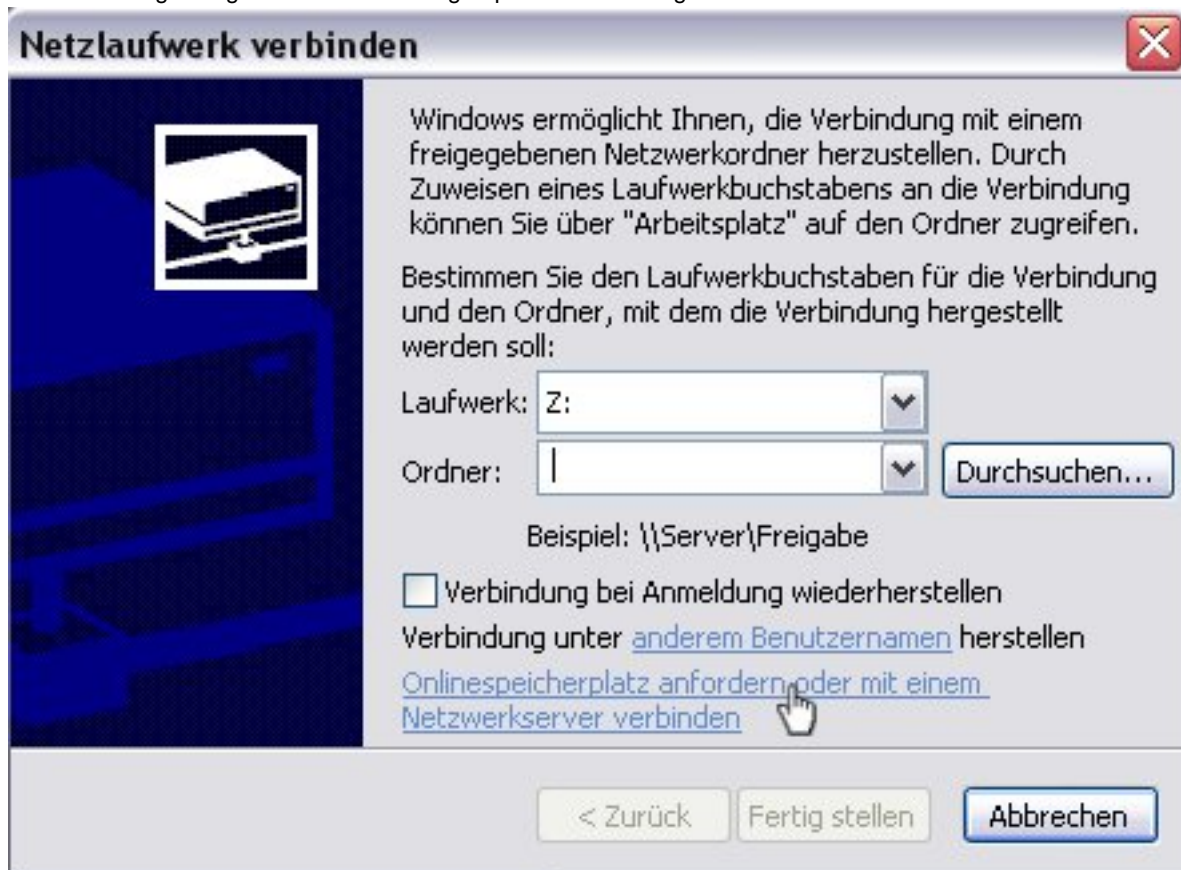 Netzlaufwerk verbinden
Windows ermöglicht Ihnen, die Verbindung mit einem
freigegebenen Netzwerkordner herzustellen. Durch
Zuweisen eines Laufwerkbuchstabens an die Verbindung
können Sie über "Arbeitsplatz" auf den Ordner zugreifen.
Bestimmen Sie den Laufwerkbuchstaben für die Verbindung
und den Ordner, mit dem die Verbindung hergestellt
werden soll:
Laufwerk: Z:
Ordner: Durchsuchen...
Beispiel: \\Server\Freigabe
Verbindung bei Anmeldung wiederherstellen
Verbindung unter anderem Benutzernamen herstellen
Onlinespeicherplatz anfordern oder mit einem
Netzwerkserver verbinden
< Zurück Fertig stellen Abbrechen